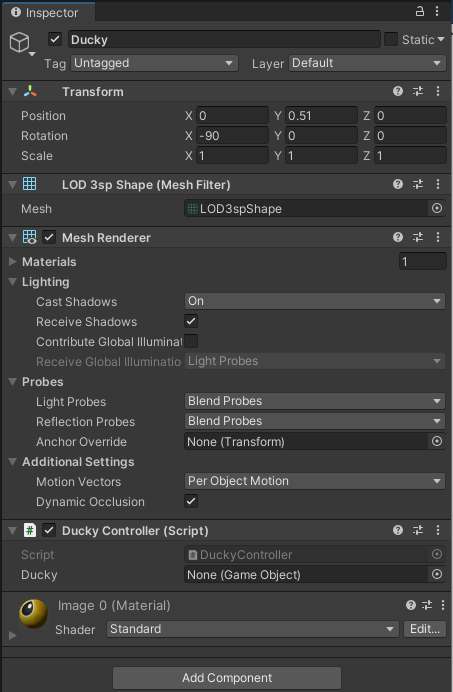 Inspector
Ducky Static
Tag Untagged Layer Default
Transform
Position X 0 Y 0.51 Z 0
Rotation X -90 Y 0 Z 0
Scale X 1 Y 1 Z 1
LOD 3sp Shape (Mesh Filter)
Mesh LOD3spShape
Mesh Renderer
Materials 1
Lighting
Cast Shadows On
Receive Shadows
Contribute Global Illuminat
Receive Global Illuminatio Light Probes
Probes
Light Probes Blend Probes
Reflection Probes Blend Probes
Anchor Override None (Transform)
Additional Settings
Motion Vectors Per Object Motion
Dynamic Occlusion
# Ducky Controller (Script)
Script # DuckyController
Ducky None (Game Object)
Image 0 (Material)
Shader Standard Edit...
Add Component